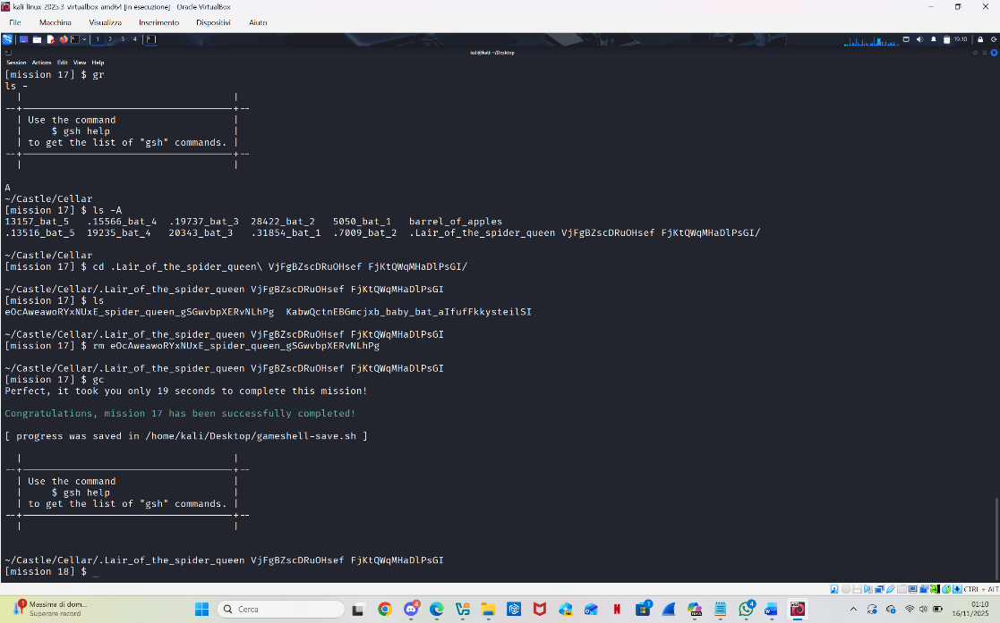 kali linux 2025.3 virtualbox amd64 [In esecuzione] - Oracle VirtualBox
File Macchina Visualizza Inserimento Dispositivi Aiuto
1 2 3 4 19:10
kali@kali: ~/Desktop
Session Actions Edit View Help
[mission 17] $ gr
ls -
Use the command
$ gsh help
to get the list of "gsh" commands.
A
~/Castle/Cellar
[mission 17] $ ls -A
13157_bat_5 .15566_bat_4 .19737_bat_3 28422_bat_2 5050_bat_1 barrel_of_apples
.13516_bat_5 19235_bat_4 20343_bat_3 .31854_bat_1 .7009_bat_2 .Lair_of_the_spider_queen VjFgBZscDRuOHsef FjKtQWqMHaDlPsGI/
~/Castle/Cellar
[mission 17] $ cd .Lair_of_the_spider_queen\ VjFgBZscDRuOHsef FjKtQWqMHaDlPsGI/
~/Castle/Cellar/.Lair_of_the_spider_queen VjFgBZscDRuOHsef FjKtQWqMHaDlPsGI
[mission 17] $ ls
eOcAweawoRYxNUxE_spider_queen_gSGwvbpXERvNLhPg KabwQctnEBGmcjxb_baby_bat_aIfufFkkysteilSI
~/Castle/Cellar/.Lair_of_the_spider_queen VjFgBZscDRuOHsef FjKtQWqMHaDlPsGI
[mission 17] $ rm eOcAweawoRYxNUxE_spider_queen_gSGwvbpXERvNLhPg
~/Castle/Cellar/.Lair_of_the_spider_queen VjFgBZscDRuOHsef FjKtQWqMHaDlPsGI
[mission 17] $ gc
Perfect, it took you only 19 seconds to complete this mission!
Congratulations, mission 17 has been successfully completed!
[ progress was saved in /home/kali/Desktop/gameshell-save.sh ]
Use the command
$ gsh help
to get the list of "gsh" commands.
~/Castle/Cellar/.Lair_of_the_spider_queen VjFgBZscDRuOHsef FjKtQWqMHaDlPsGI
[mission 18] $ _
CTRL + ALT
1 Massima di dom...
Superare record
Cerca
4
1
4
01:10
16/11/2025